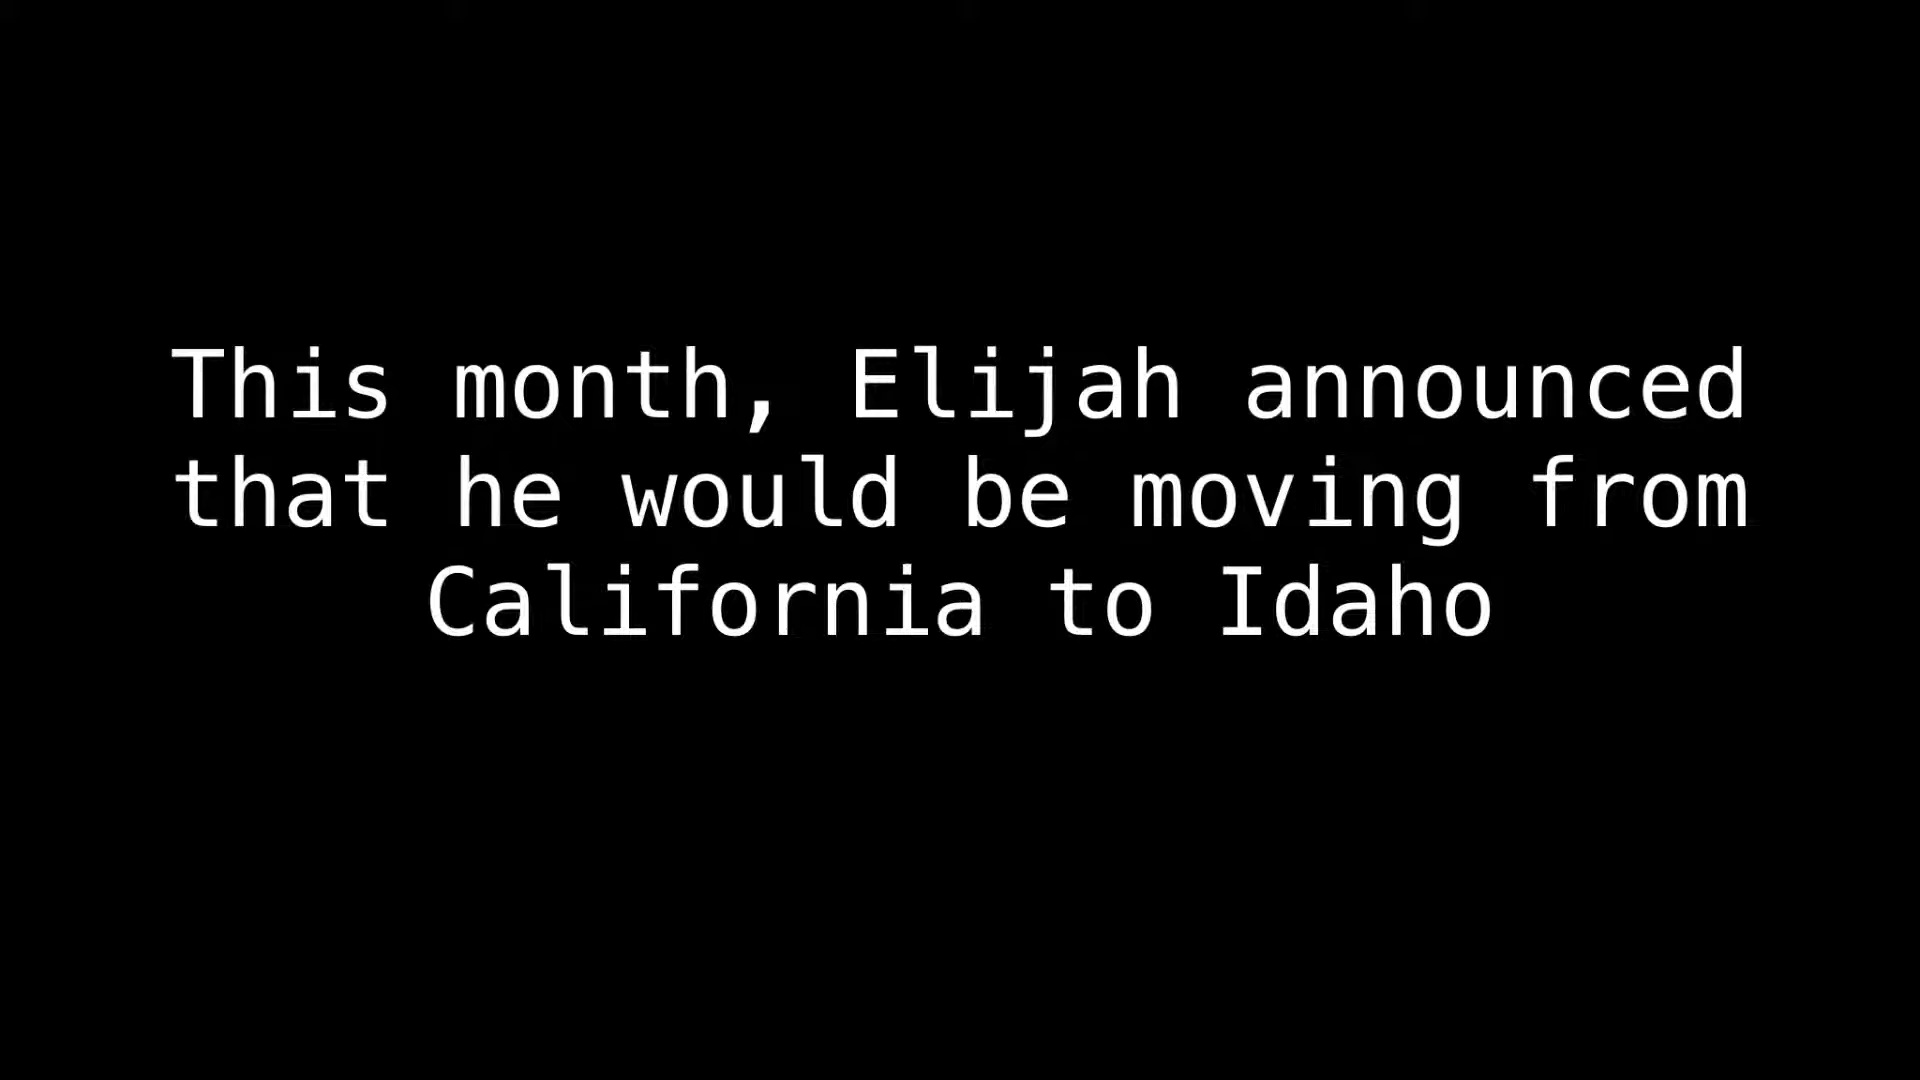 This month, Elijah announced
that he would be moving from
California to Idaho